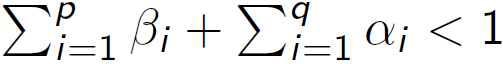 ∑_{i=1}^{p} β_i + ∑_{i=1}^{q} α_i < 1